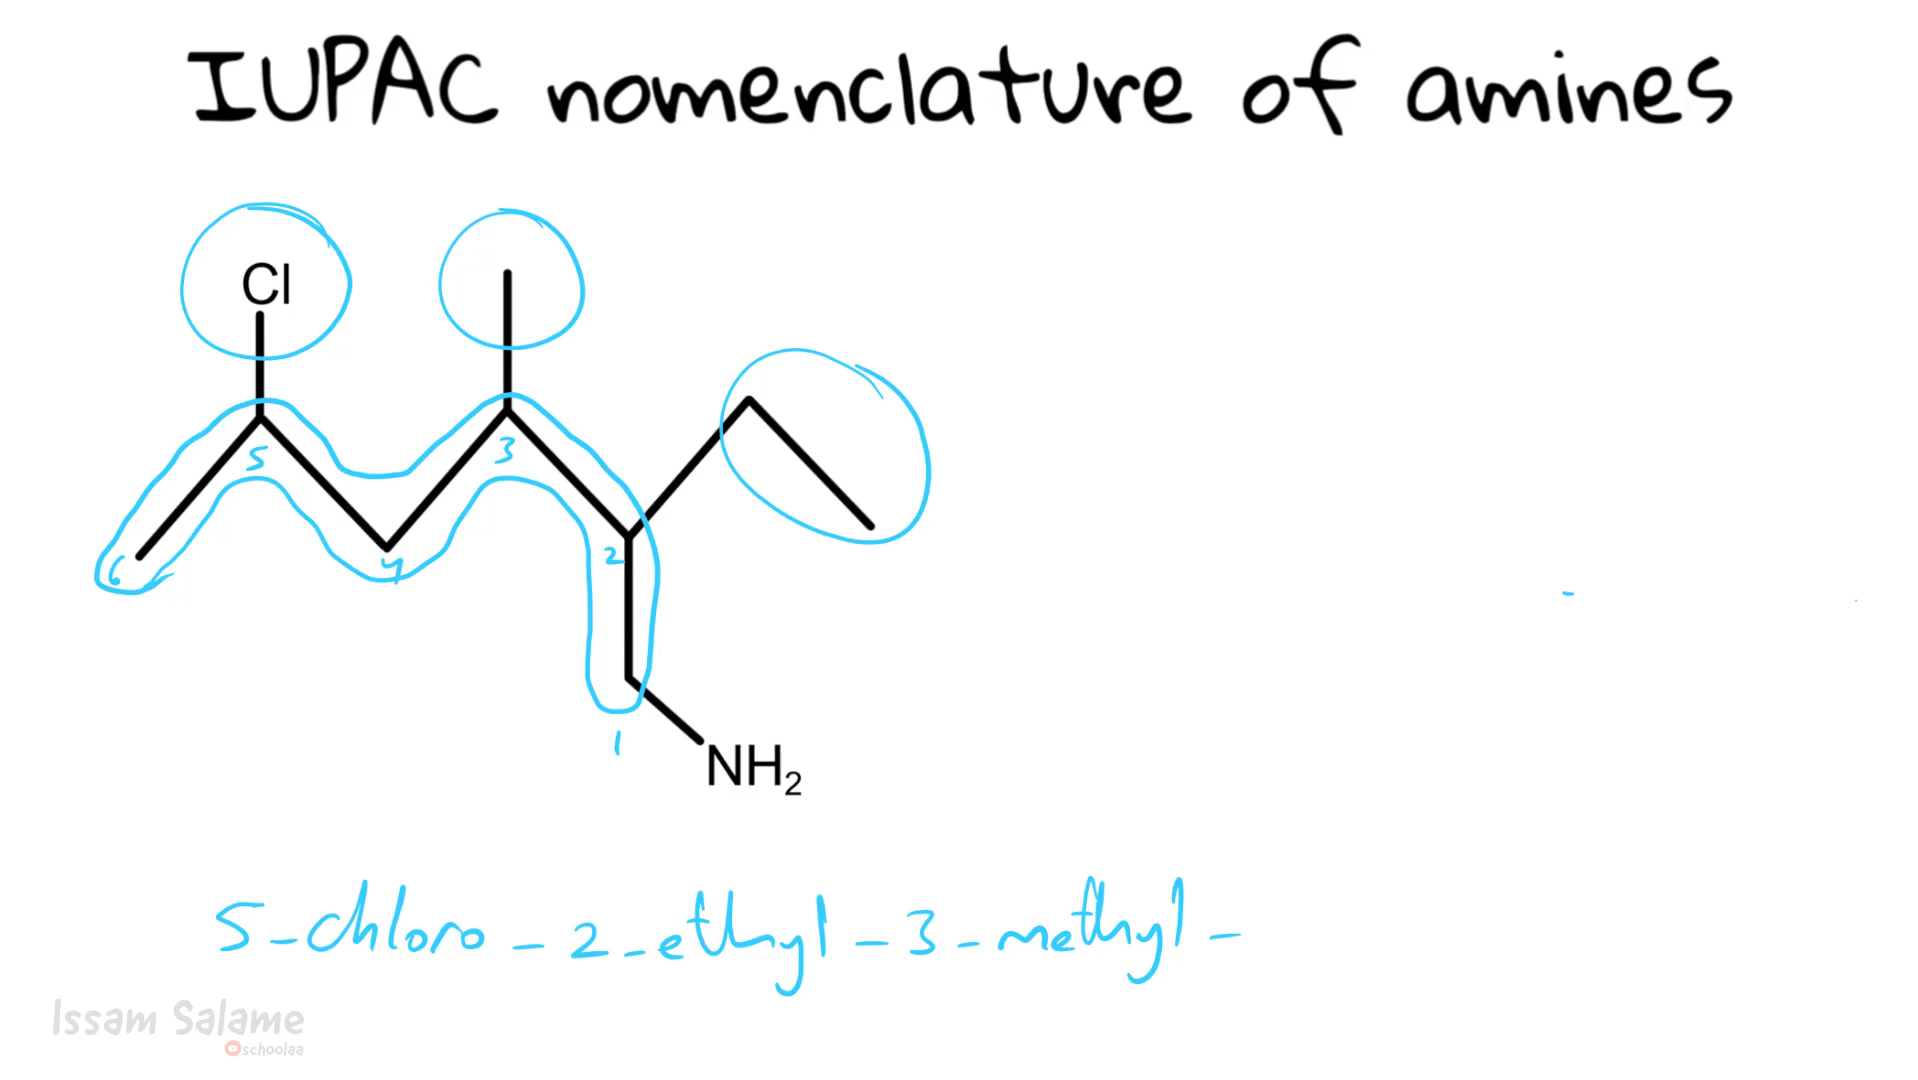 IUPAC nomenclature of amines
Cl
5
3
2
6
4
1
NH₂
5-chloro-2-ethyl-3-methyl-
Issam Salame
schoolaa